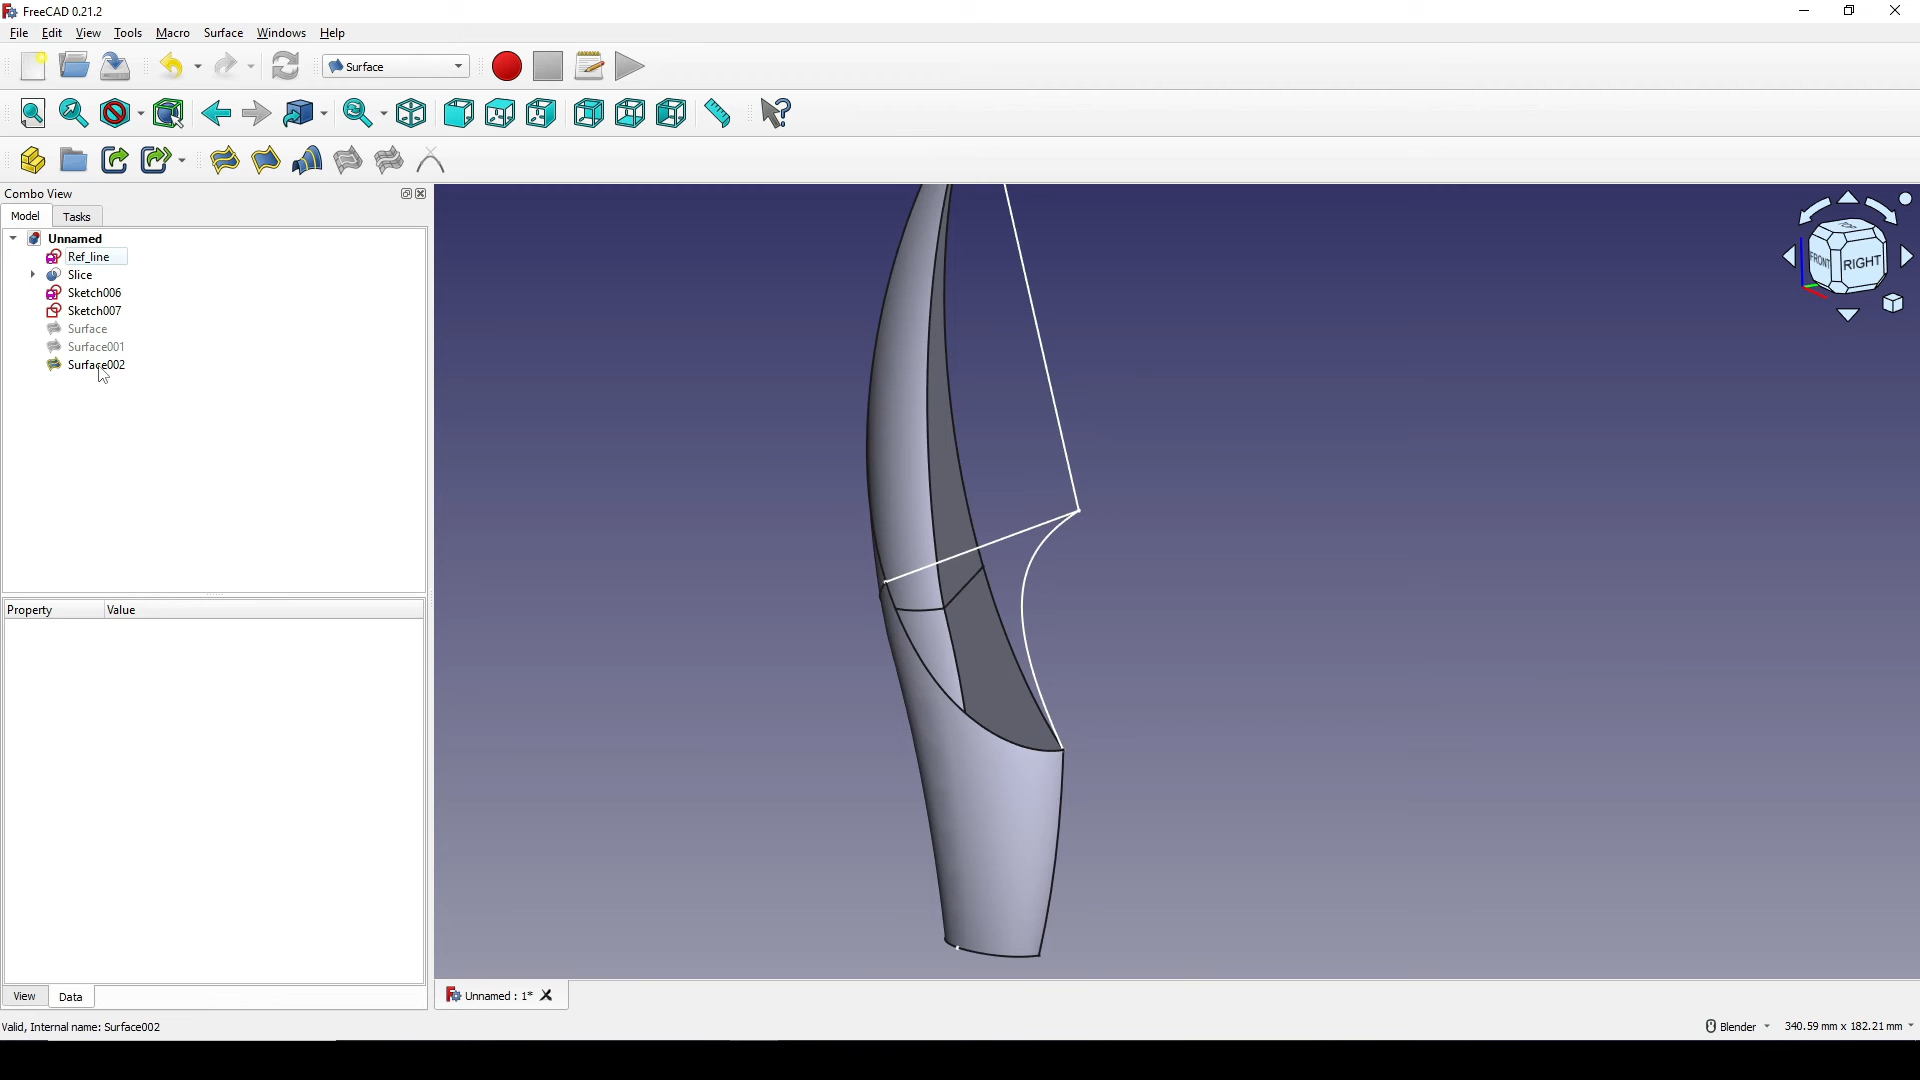 FreeCAD 0.21.2
File Edit View Tools Macro Surface Windows Help
Surface
Combo View
Model Tasks
Unnamed
Ref_line
Slice
Sketch006
Sketch007
Surface
Surface001
Surface002
TOP
FRONT RIGHT
Property Value
View Data
Unnamed : 1*
Valid, Internal name: Surface002
Blender 340.59 mm x 182.21 mm